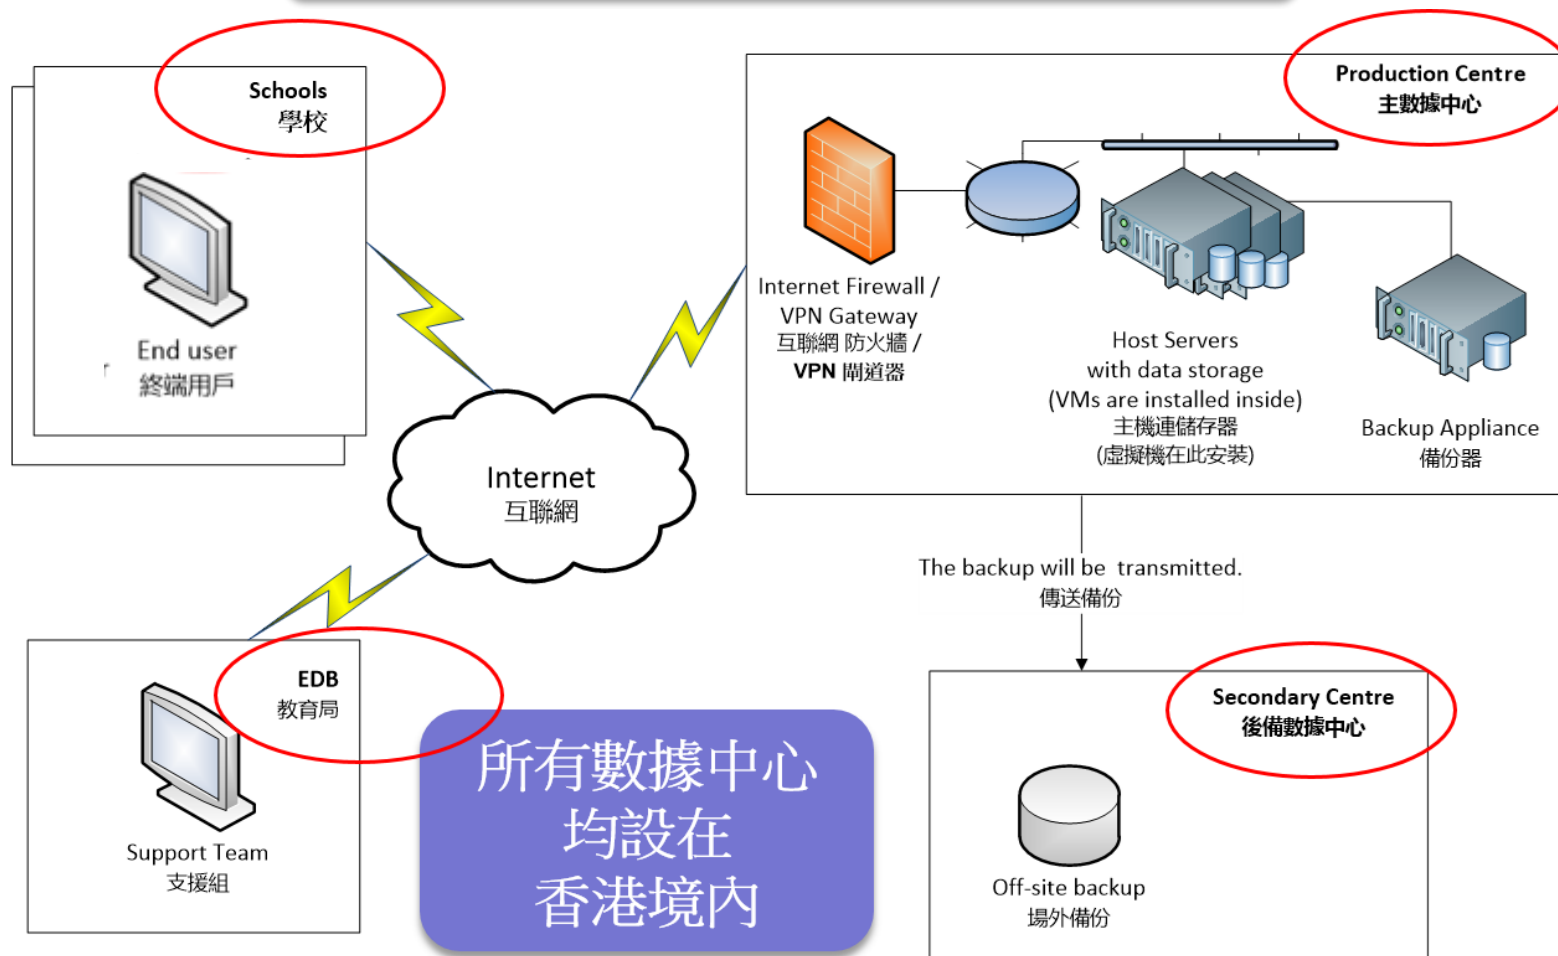 Schools
學校
End user
終端用戶
Production Centre
主數據中心
Internet Firewall /
VPN Gateway
互聯網 防火牆 /
VPN 閘道器
Host Servers
with data storage
(VMs are installed inside)
主機連儲存器
(虛擬機在此安裝)
Backup Appliance
備份器
Internet
互聯網
The backup will be  transmitted.
傳送備份
EDB
教育局
Support Team
支援組
所有數據中心
均設在
香港境內
Secondary Centre
後備數據中心
Off-site backup
場外備份